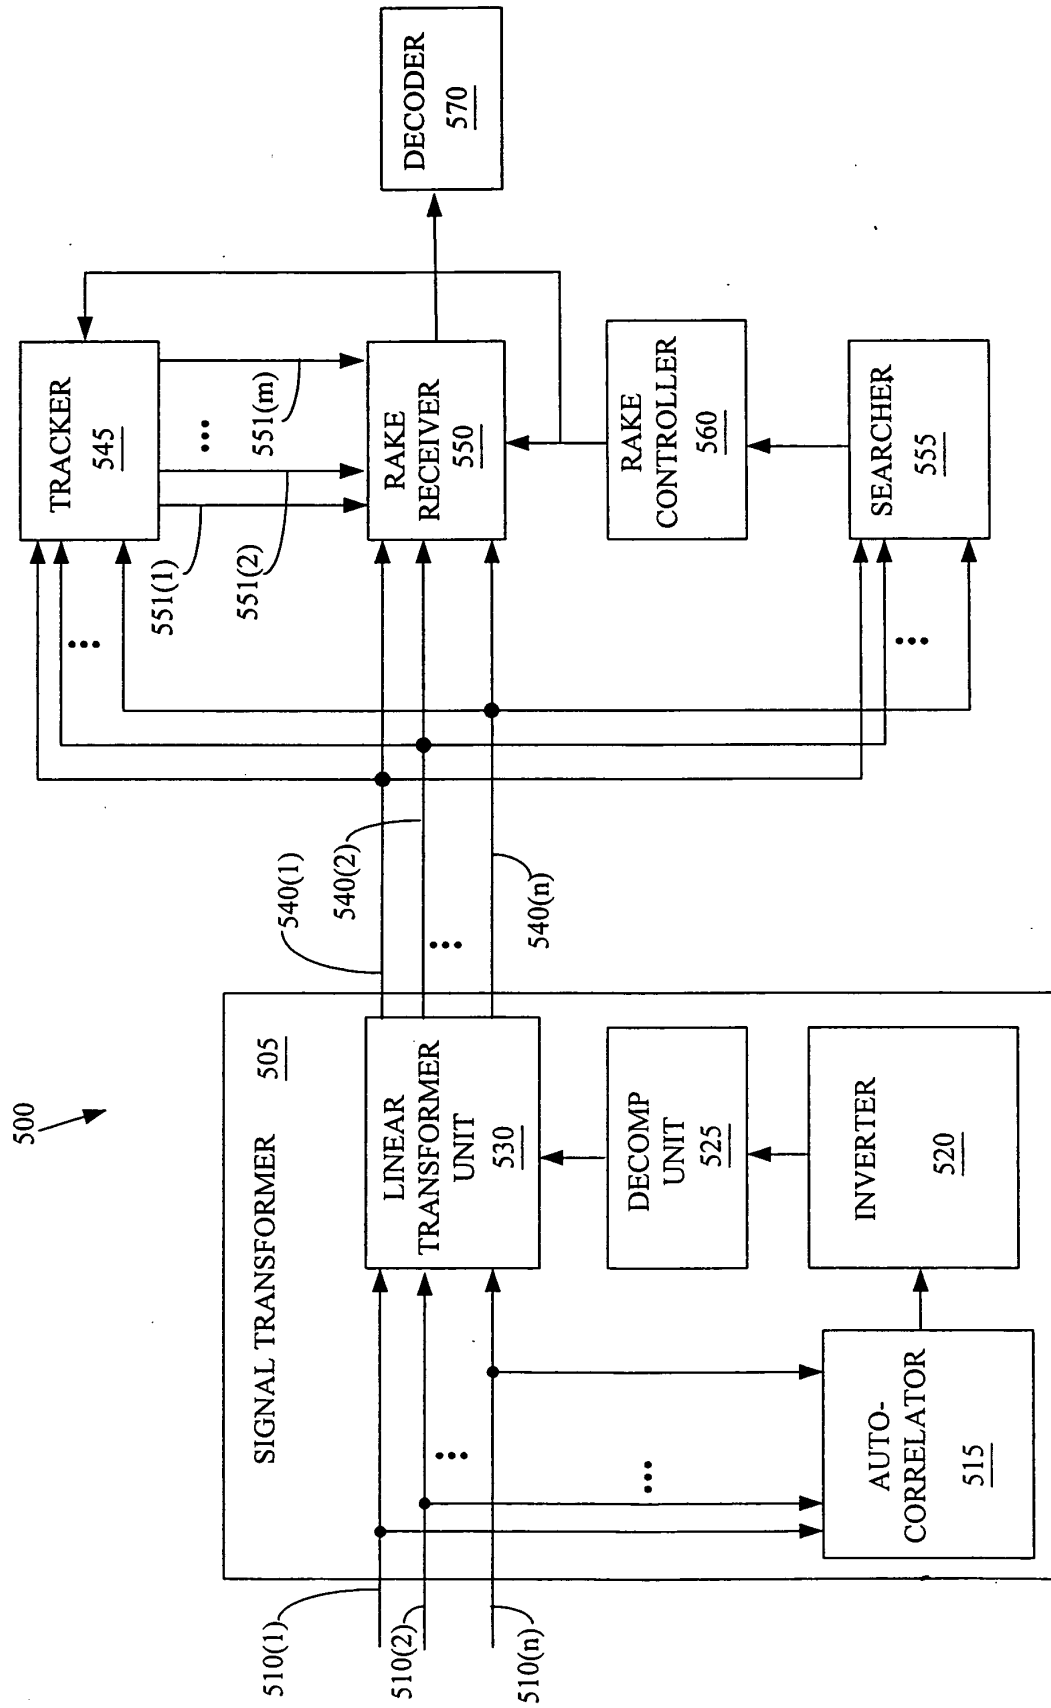 500
SIGNAL TRANSFORMER
505
510(1)
510(2)
510(n)
LINEAR
TRANSFORMER
UNIT
530
DECOMP
UNIT
525
INVERTER
520
AUTO-
CORRELATOR
515
540(1)
540(2)
540(n)
TRACKER
545
551(1)
551(2)
551(m)
RAKE
RECEIVER
550
RAKE
CONTROLLER
560
SEARCHER
555
DECODER
570